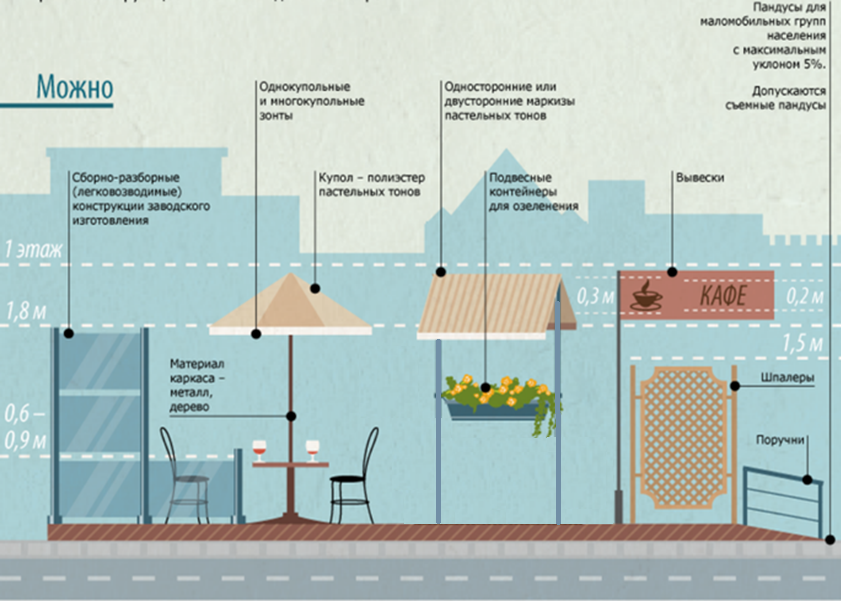 Пандусы для
маломобильных групп
населения
с максимальным
уклоном 5%.
Допускаются
съемные пандусы
Можно
Однокупольные
и многокупольные
зонты
Односторонние или
двусторонние маркизы
пастельных тонов
Сборно-разборные
(легковозводимые)
конструкции заводского
изготовления
Купол – полиэстер
пастельных тонов
Подвесные
контейнеры
для озеленения
Вывески
1 этаж
0,3 м
КАФЕ
0,2 м
1,8 м
1,5 м
Материал
каркаса –
металл,
дерево
Шпалеры
0,6 –
0,9 м
Поручни